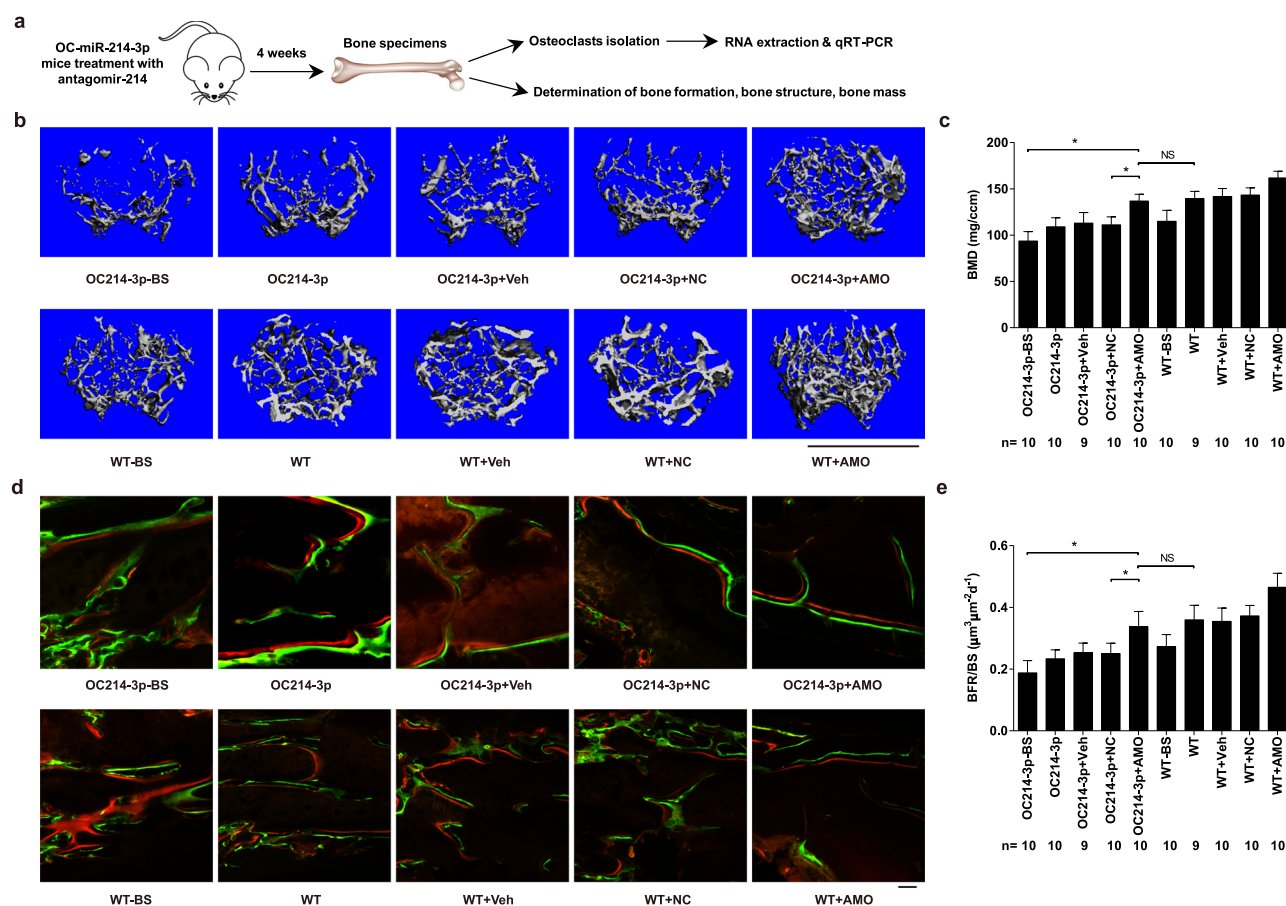 a
OC-miR-214-3p
mice treatment with
antagomir-214
4 weeks
Bone specimens
Osteoclasts isolation
RNA extraction & qRT-PCR
Determination of bone formation, bone structure, bone mass
b
OC214-3p-BS
OC214-3p
OC214-3p+Veh
OC214-3p+NC
OC214-3p+AMO
WT-BS
WT
WT+Veh
WT+NC
WT+AMO
c
BMD (mg/ccm)
200
150
100
50
0
*
*
NS
OC214-3p-BS
OC214-3p
OC214-3p+Veh
OC214-3p+NC
OC214-3p+AMO
WT-BS
WT
WT+Veh
WT+NC
WT+AMO
n= 10 10 9 10 10 10 9 10 10 10
d
OC214-3p-BS
OC214-3p
OC214-3p+Veh
OC214-3p+NC
OC214-3p+AMO
WT-BS
WT
WT+Veh
WT+NC
WT+AMO
e
BFR/BS (μm³μm⁻²d⁻¹)
0.6
0.4
0.2
0.0
*
*
NS
OC214-3p-BS
OC214-3p
OC214-3p+Veh
OC214-3p+NC
OC214-3p+AMO
WT-BS
WT
WT+Veh
WT+NC
WT+AMO
n= 10 10 9 10 10 10 9 10 10 10